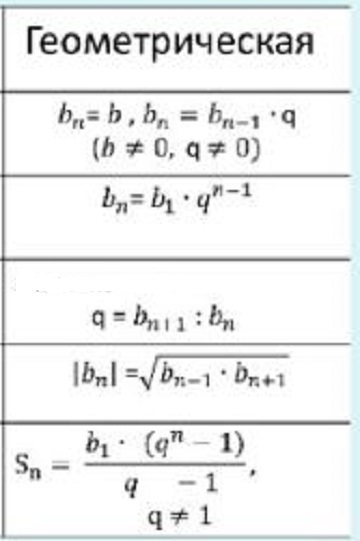 Геометрическая
bₙ= b , bₙ = bₙ₋₁ · q
(b ≠ 0, q ≠ 0)
bₙ= b₁ · qⁿ⁻¹
q = bₙ₊₁ : bₙ
|bₙ| =√(bₙ₋₁ · bₙ₊₁)
Sₙ = b₁ · (qⁿ − 1) / q − 1 ,
q ≠ 1